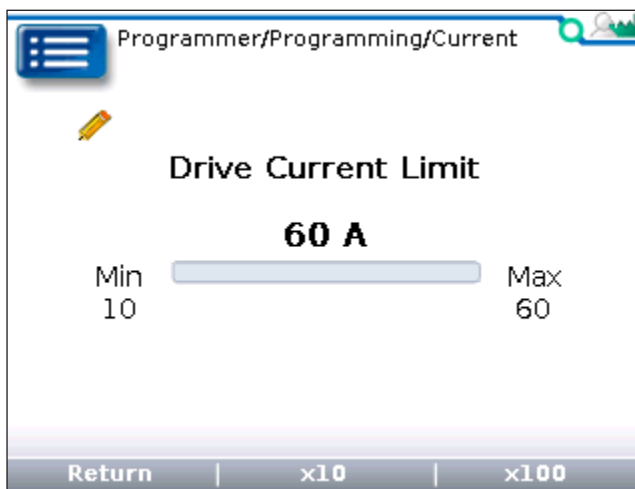 Programmer/Programming/Current
Drive Current Limit
60 A
Min Max
10 60
Return | x10 | x100